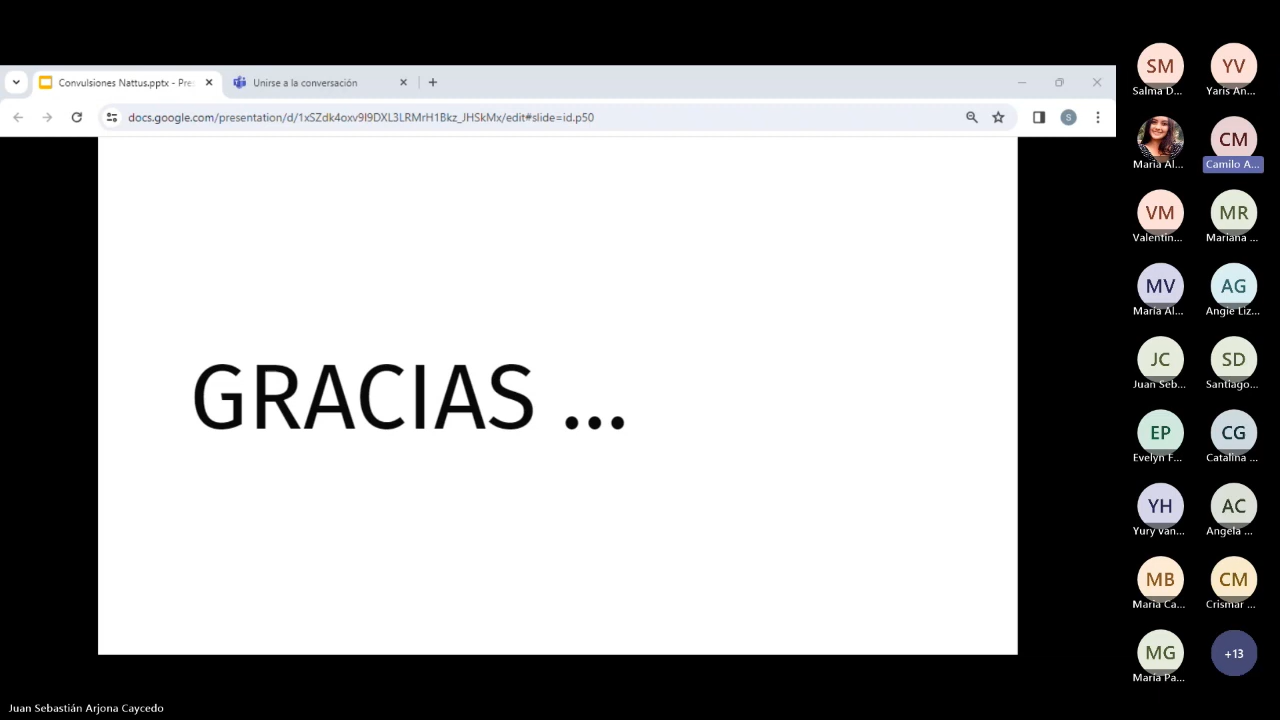 Convulsiones Nattus.pptx - Pre
Unirse a la conversación
docs.google.com/presentation/d/1xSZdk4oxv9I9DXL3LRMrH1Bkz_JHSkMx/edit#slide=id.p50
S
GRACIAS ...
SM
YV
Salma D...
Yaris An...
CM
Maria Al...
Camilo A...
VM
MR
Valentin...
Mariana ...
MV
AG
María Al...
Angie Liz...
JC
SD
Juan Seb...
Santiago...
EP
CG
Evelyn F...
Catalina ...
YH
AC
Yury van...
Angela ...
MB
CM
Maria Ca...
Crismar ...
MG
+13
Maria Pa...
Juan Sebastián Arjona Caycedo